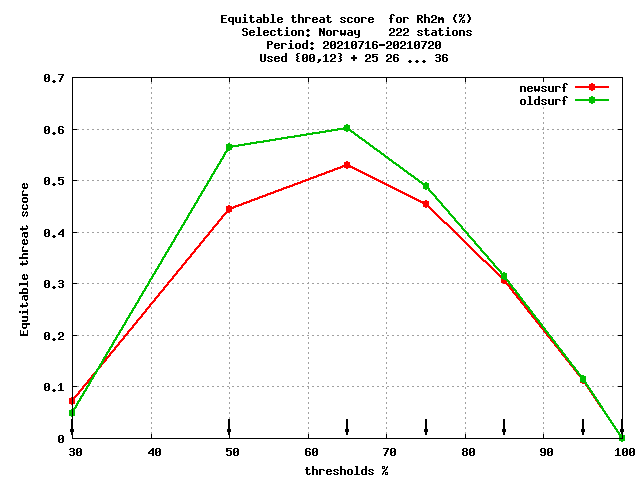 Equitable threat score  for Rh2m (%)
Selection: Norway    222 stations
Period: 20210716-20210720
Used {00,12} + 25 26 ... 36
newsurf
oldsurf
Equitable threat score
0.7
0.6
0.5
0.4
0.3
0.2
0.1
0
30 40 50 60 70 80 90 100
thresholds %